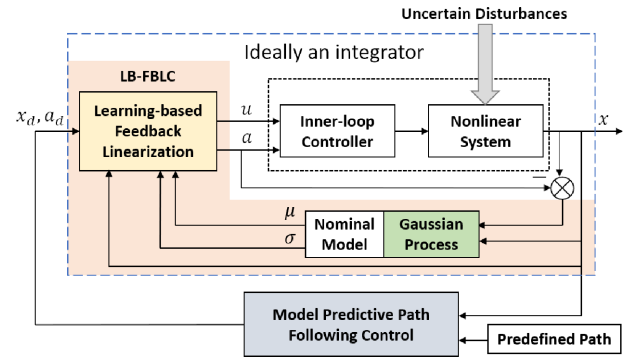 Uncertain Disturbances
Ideally an integrator
LB-FBLC
x_d, a_d
Learning-based
Feedback
Linearization
u
a
Inner-loop
Controller
Nonlinear
System
x
−
μ
σ
Nominal
Model
Gaussian
Process
Model Predictive Path
Following Control
Predefined Path